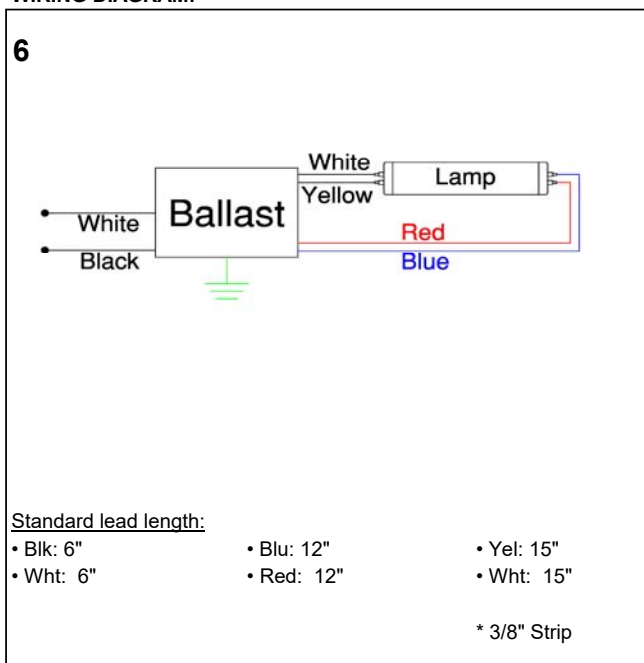 WIRING DIAGRAM:
6
White
Yellow
Lamp
Ballast
White
Black
Red
Blue
Standard lead length:
• Blk: 6" • Blu: 12" • Yel: 15"
• Wht: 6" • Red: 12" • Wht: 15"
* 3/8" Strip